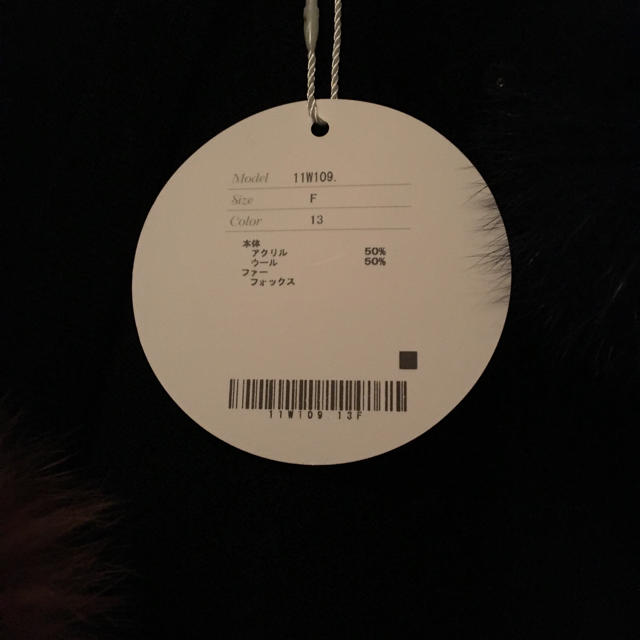 Model 11W109.
Size F
Color 13
本体
アクリル 50%
ウール 50%
ファー
フォックス
11W109 13F